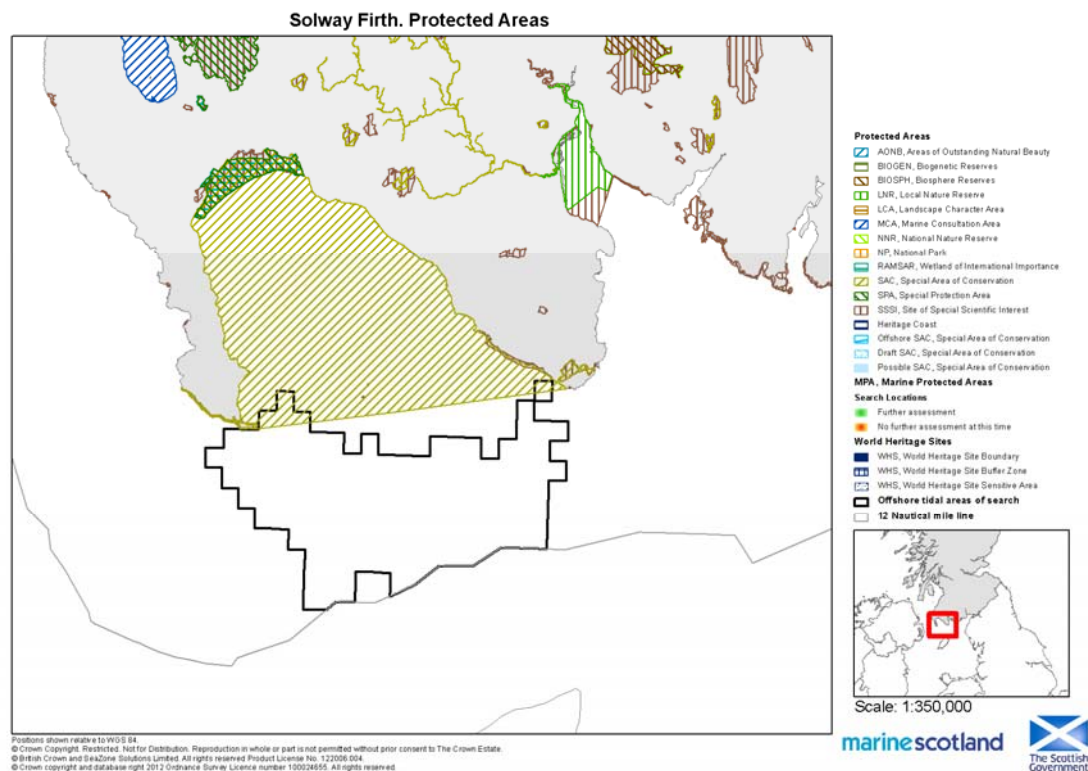 Solway Firth. Protected Areas
Protected Areas
AONB, Areas of Outstanding Natural Beauty
BIOGEN, Biogenetic Reserves
BIOSPH, Biosphere Reserves
LNR, Local Nature Reserve
LCA, Landscape Character Area
MCA, Marine Consultation Area
NNR, National Nature Reserve
NP, National Park
RAMSAR, Wetland of International Importance
SAC, Special Area of Conservation
SPA, Special Protection Area
SSSI, Site of Special Scientific Interest
Heritage Coast
Offshore SAC, Special Area of Conservation
Draft SAC, Special Area of Conservation
Possible SAC, Special Area of Conservation
MPA, Marine Protected Areas
Search Locations
Further assessment
No further assessment at this time
World Heritage Sites
WHS, World Heritage Site Boundary
WHS, World Heritage Site Buffer Zone
WHS, World Heritage Site Sensitive Area
Offshore tidal areas of search
12 Nautical mile line
Scale: 1:350,000
marinescotland
The Scottish
Government
Positions shown relative to WGS 84.
© Crown Copyright. Restricted. Not for Distribution. Reproduction in whole or part is not permitted without prior consent to The Crown Estate.
© British Crown and SeaZone Solutions Limited. All rights reserved Product License No. 122006.004.
© Crown copyright and database right 2012 Ordnance Survey Licence number 100024655. All rights reserved.